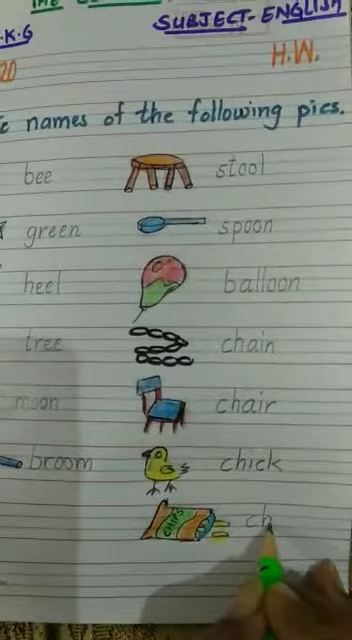 SUBJECT-ENGLISH
K.G
20
H.W.
names of the following pics.
bee stool
green spoon
heel balloon
tree chain
moon chair
broom chick
CHIPS ch